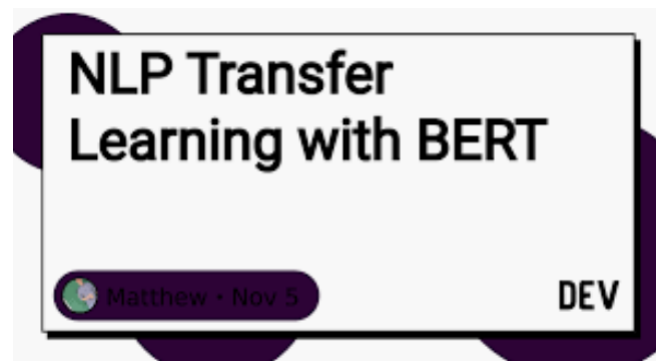 NLP Transfer
Learning with BERT
Matthew • Nov 5
DEV